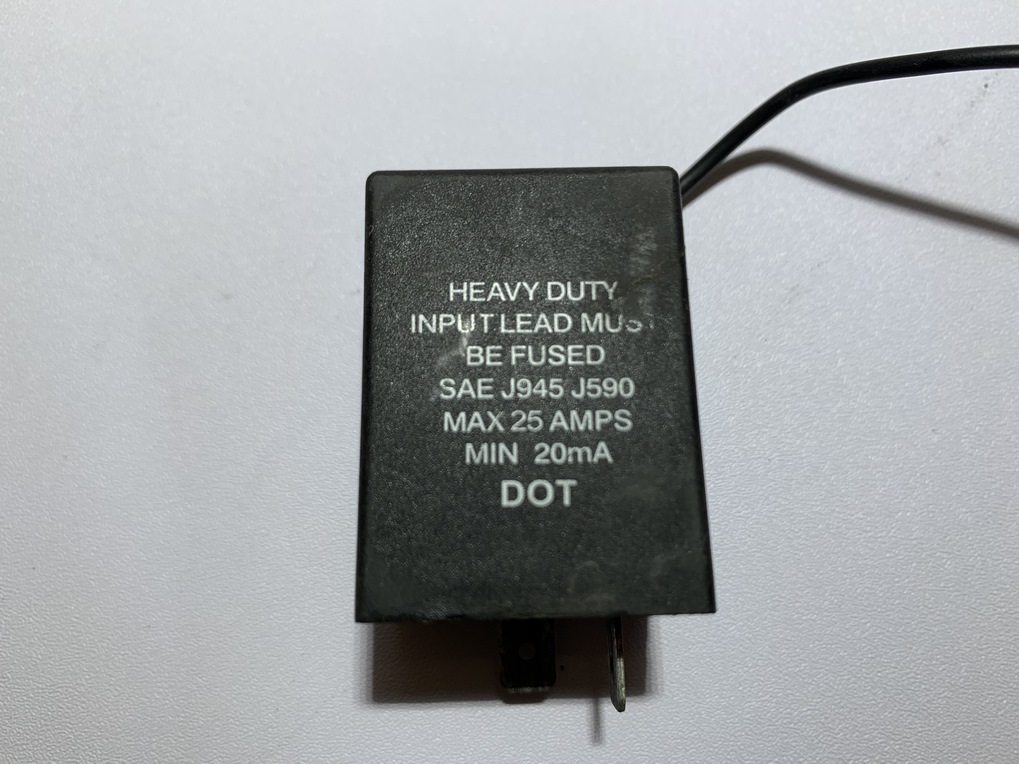 HEAVY DUTY
INPUT LEAD MUST
BE FUSED
SAE J945 J590
MAX 25 AMPS
MIN 20mA
DOT